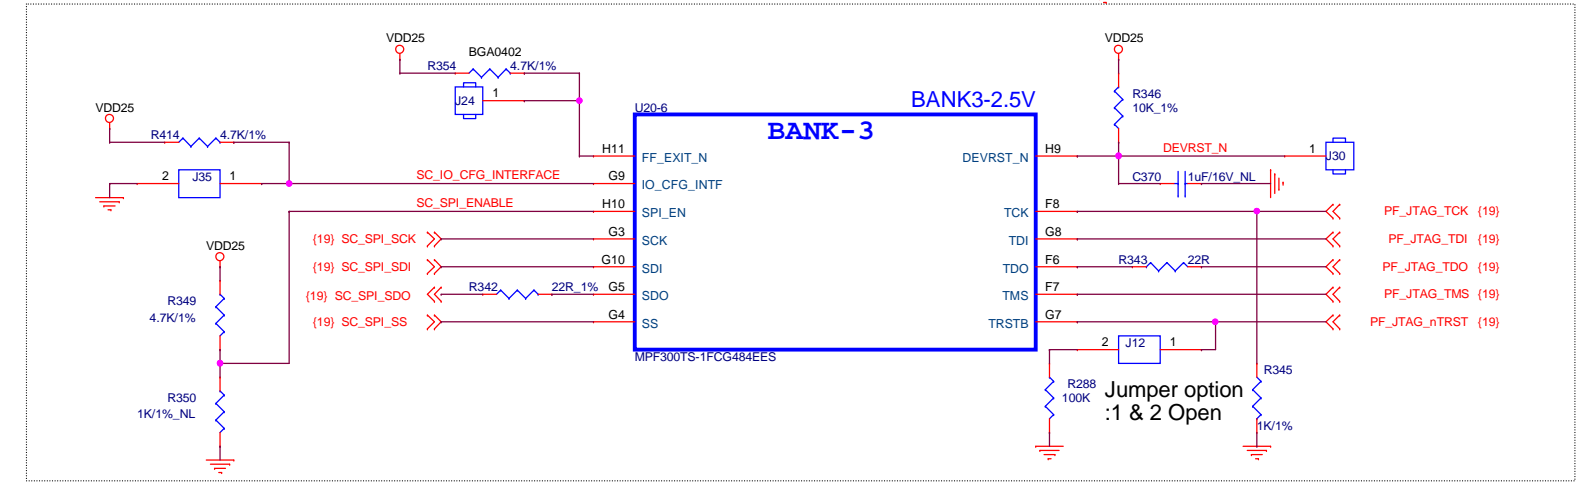 VDD25
BGA0402
R354 4.7K/1%
J24 1
VDD25
R414 4.7K/1%
2 J35 1
SC_IO_CFG_INTERFACE
SC_SPI_ENABLE
{19} SC_SPI_SCK
{19} SC_SPI_SDI
{19} SC_SPI_SDO
R342 22R_1%
{19} SC_SPI_SS
VDD25
R349
4.7K/1%
R350
1K/1%_NL
U20-6
BANK3-2.5V
BANK-3
H11 FF_EXIT_N
G9 IO_CFG_INTF
H10 SPI_EN
G3 SCK
G10 SDI
G5 SDO
G4 SS
DEVRST_N H9
TCK F8
TDI G8
TDO F6
TMS F7
TRSTB G7
MPF300TS-1FCG484EES
VDD25
R346
10K_1%
DEVRST_N 1 J30
C370 1uF/16V_NL
PF_JTAG_TCK {19}
PF_JTAG_TDI {19}
R343 22R
PF_JTAG_TDO {19}
PF_JTAG_TMS {19}
PF_JTAG_nTRST {19}
2 J12 1
R288
100K
Jumper option
:1 & 2 Open
R345
1K/1%